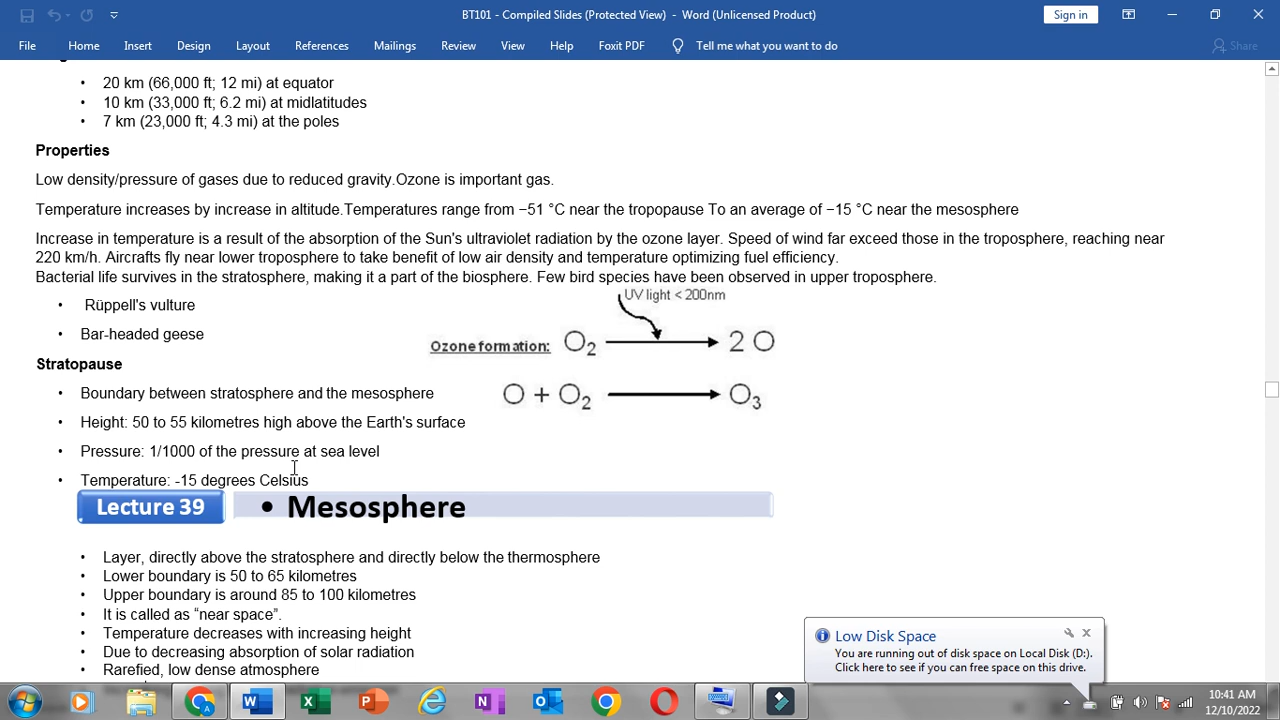 BT101 - Compiled Slides (Protected View) - Word (Unlicensed Product)
Sign in
File Home Insert Design Layout References Mailings Review View Help Foxit PDF Tell me what you want to do Share
• 20 km (66,000 ft; 12 mi) at equator
• 10 km (33,000 ft; 6.2 mi) at midlatitudes
• 7 km (23,000 ft; 4.3 mi) at the poles
Properties
Low density/pressure of gases due to reduced gravity.Ozone is important gas.
Temperature increases by increase in altitude.Temperatures range from −51 °C near the tropopause To an average of −15 °C near the mesosphere
Increase in temperature is a result of the absorption of the Sun's ultraviolet radiation by the ozone layer. Speed of wind far exceed those in the troposphere, reaching near
220 km/h. Aircrafts fly near lower troposphere to take benefit of low air density and temperature optimizing fuel efficiency.
Bacterial life survives in the stratosphere, making it a part of the biosphere. Few bird species have been observed in upper troposphere.
• Rüppell's vulture
• Bar-headed geese
UV light < 200nm
Ozone formation: O2 → 2 O
O + O2 → O3
Stratopause
• Boundary between stratosphere and the mesosphere
• Height: 50 to 55 kilometres high above the Earth's surface
• Pressure: 1/1000 of the pressure at sea level
• Temperature: -15 degrees Celsius
Lecture 39 • Mesosphere
• Layer, directly above the stratosphere and directly below the thermosphere
• Lower boundary is 50 to 65 kilometres
• Upper boundary is around 85 to 100 kilometres
• It is called as “near space”.
• Temperature decreases with increasing height
• Due to decreasing absorption of solar radiation
• Rarefied, low dense atmosphere
Low Disk Space
You are running out of disk space on Local Disk (D:).
Click here to see if you can free space on this drive.
10:41 AM
12/10/2022